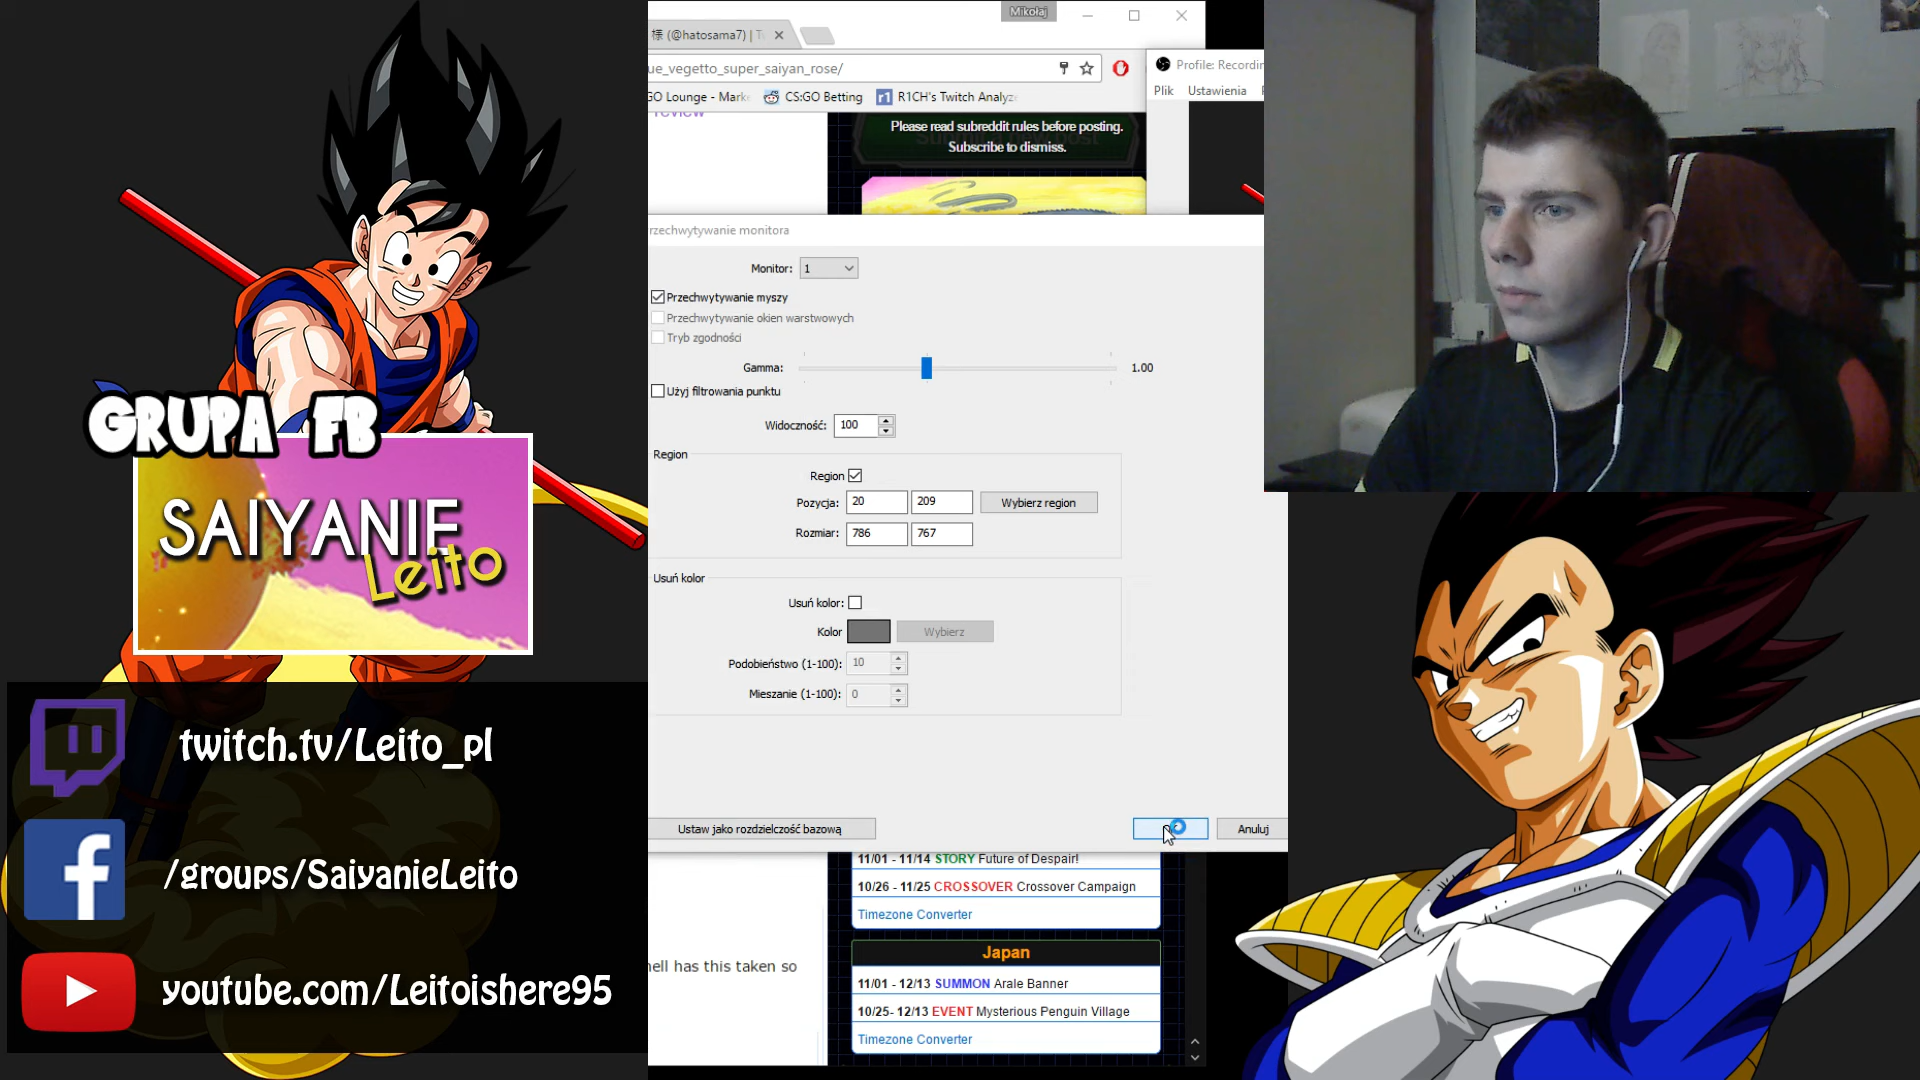 Mikołaj
標 (@hatosama7) | Tv
ue_vegetto_super_saiyan_rose/
GO Lounge - Mark
CS:GO Betting
r1
R1CH's Twitch Analyz
review
Please read subreddit rules before posting.
Subscribe to dismiss.
Profile: Recordin
Plik
Ustawienia
rzechwytywanie monitora
Monitor:
1
Przechwytywanie myszy
Przechwytywanie okien warstwowych
Tryb zgodności
Gamma:
1.00
Użyj filtrowania punktu
Widoczność:
100
Region
Region
Pozycja:
20
209
Wybierz region
Rozmiar:
786
767
Usuń kolor
Usuń kolor:
Kolor
Wybierz
Podobieństwo (1-100):
10
Mieszanie (1-100):
0
Ustaw jako rozdzielczość bazową
Anuluj
11/01 - 11/14 STORY Future of Despair!
10/26 - 11/25 CROSSOVER Crossover Campaign
Timezone Converter
Japan
11/01 - 12/13 SUMMON Arale Banner
10/25- 12/13 EVENT Mysterious Penguin Village
Timezone Converter
hell has this taken so
GRUPA FB
SAIYANIE
Leito
twitch.tv/Leito_pl
/groups/SaiyanieLeito
youtube.com/Leitoishere95